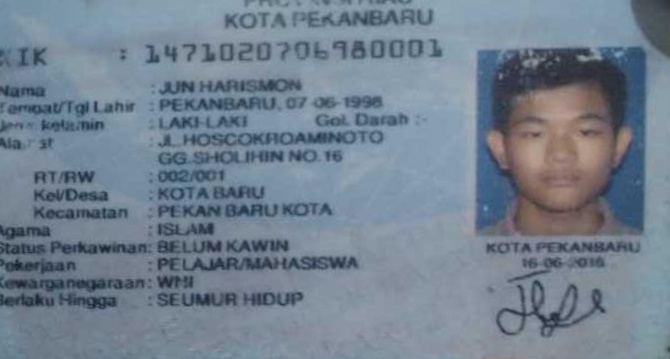 KOTA PEKANBARU
NIK : 1471020706980001
Nama : JUN HARISMON
Tempat/Tgl Lahir : PEKANBARU, 07-06-1998
Jenis kelamin : LAKI-LAKI Gol. Darah :-
Alamat : JL.HOSCOKROAMINOTO
GG.SHOLIHIN NO.16
RT/RW : 002/001
Kel/Desa : KOTA BARU
Kecamatan : PEKAN BARU KOTA
Agama : ISLAM
Status Perkawinan: BELUM KAWIN
Pekerjaan : PELAJAR/MAHASISWA
Kewarganegaraan: WNI
Berlaku Hingga : SEUMUR HIDUP
KOTA PEKANBARU
16-06-2016